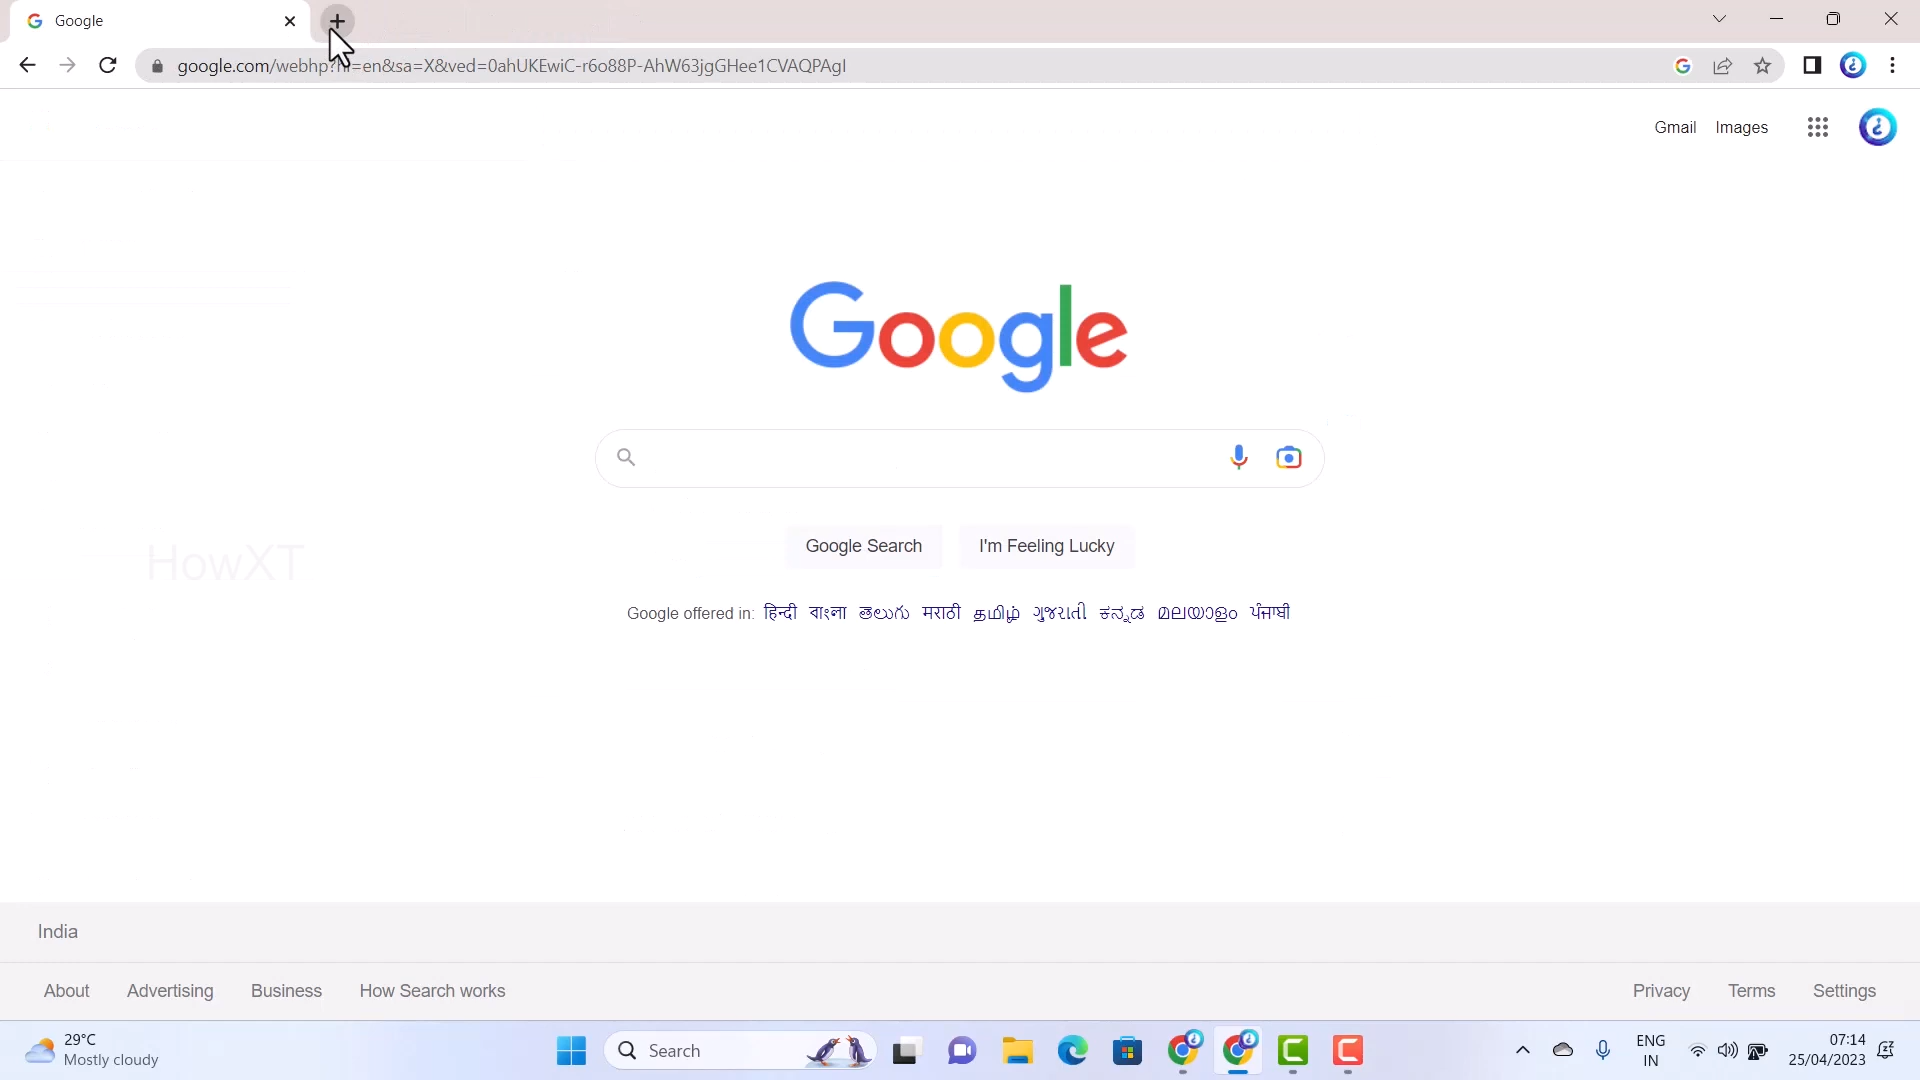 Google
google.com/webhp?hl=en&sa=X&ved=0ahUKEwiC-r6o88P-AhW63jgGHee1CVAQPAgI
Gmail Images
Google
Google Search I'm Feeling Lucky
HowXT
Google offered in: हिन्दी বাংলা తెలుగు मराठी தமிழ் ગુજરાતી ಕನ್ನಡ മലയാളം ਪੰਜਾਬੀ
India
About Advertising Business How Search works Privacy Terms Settings
29°C
Mostly cloudy
Search
ENG
IN
07:14
25/04/2023